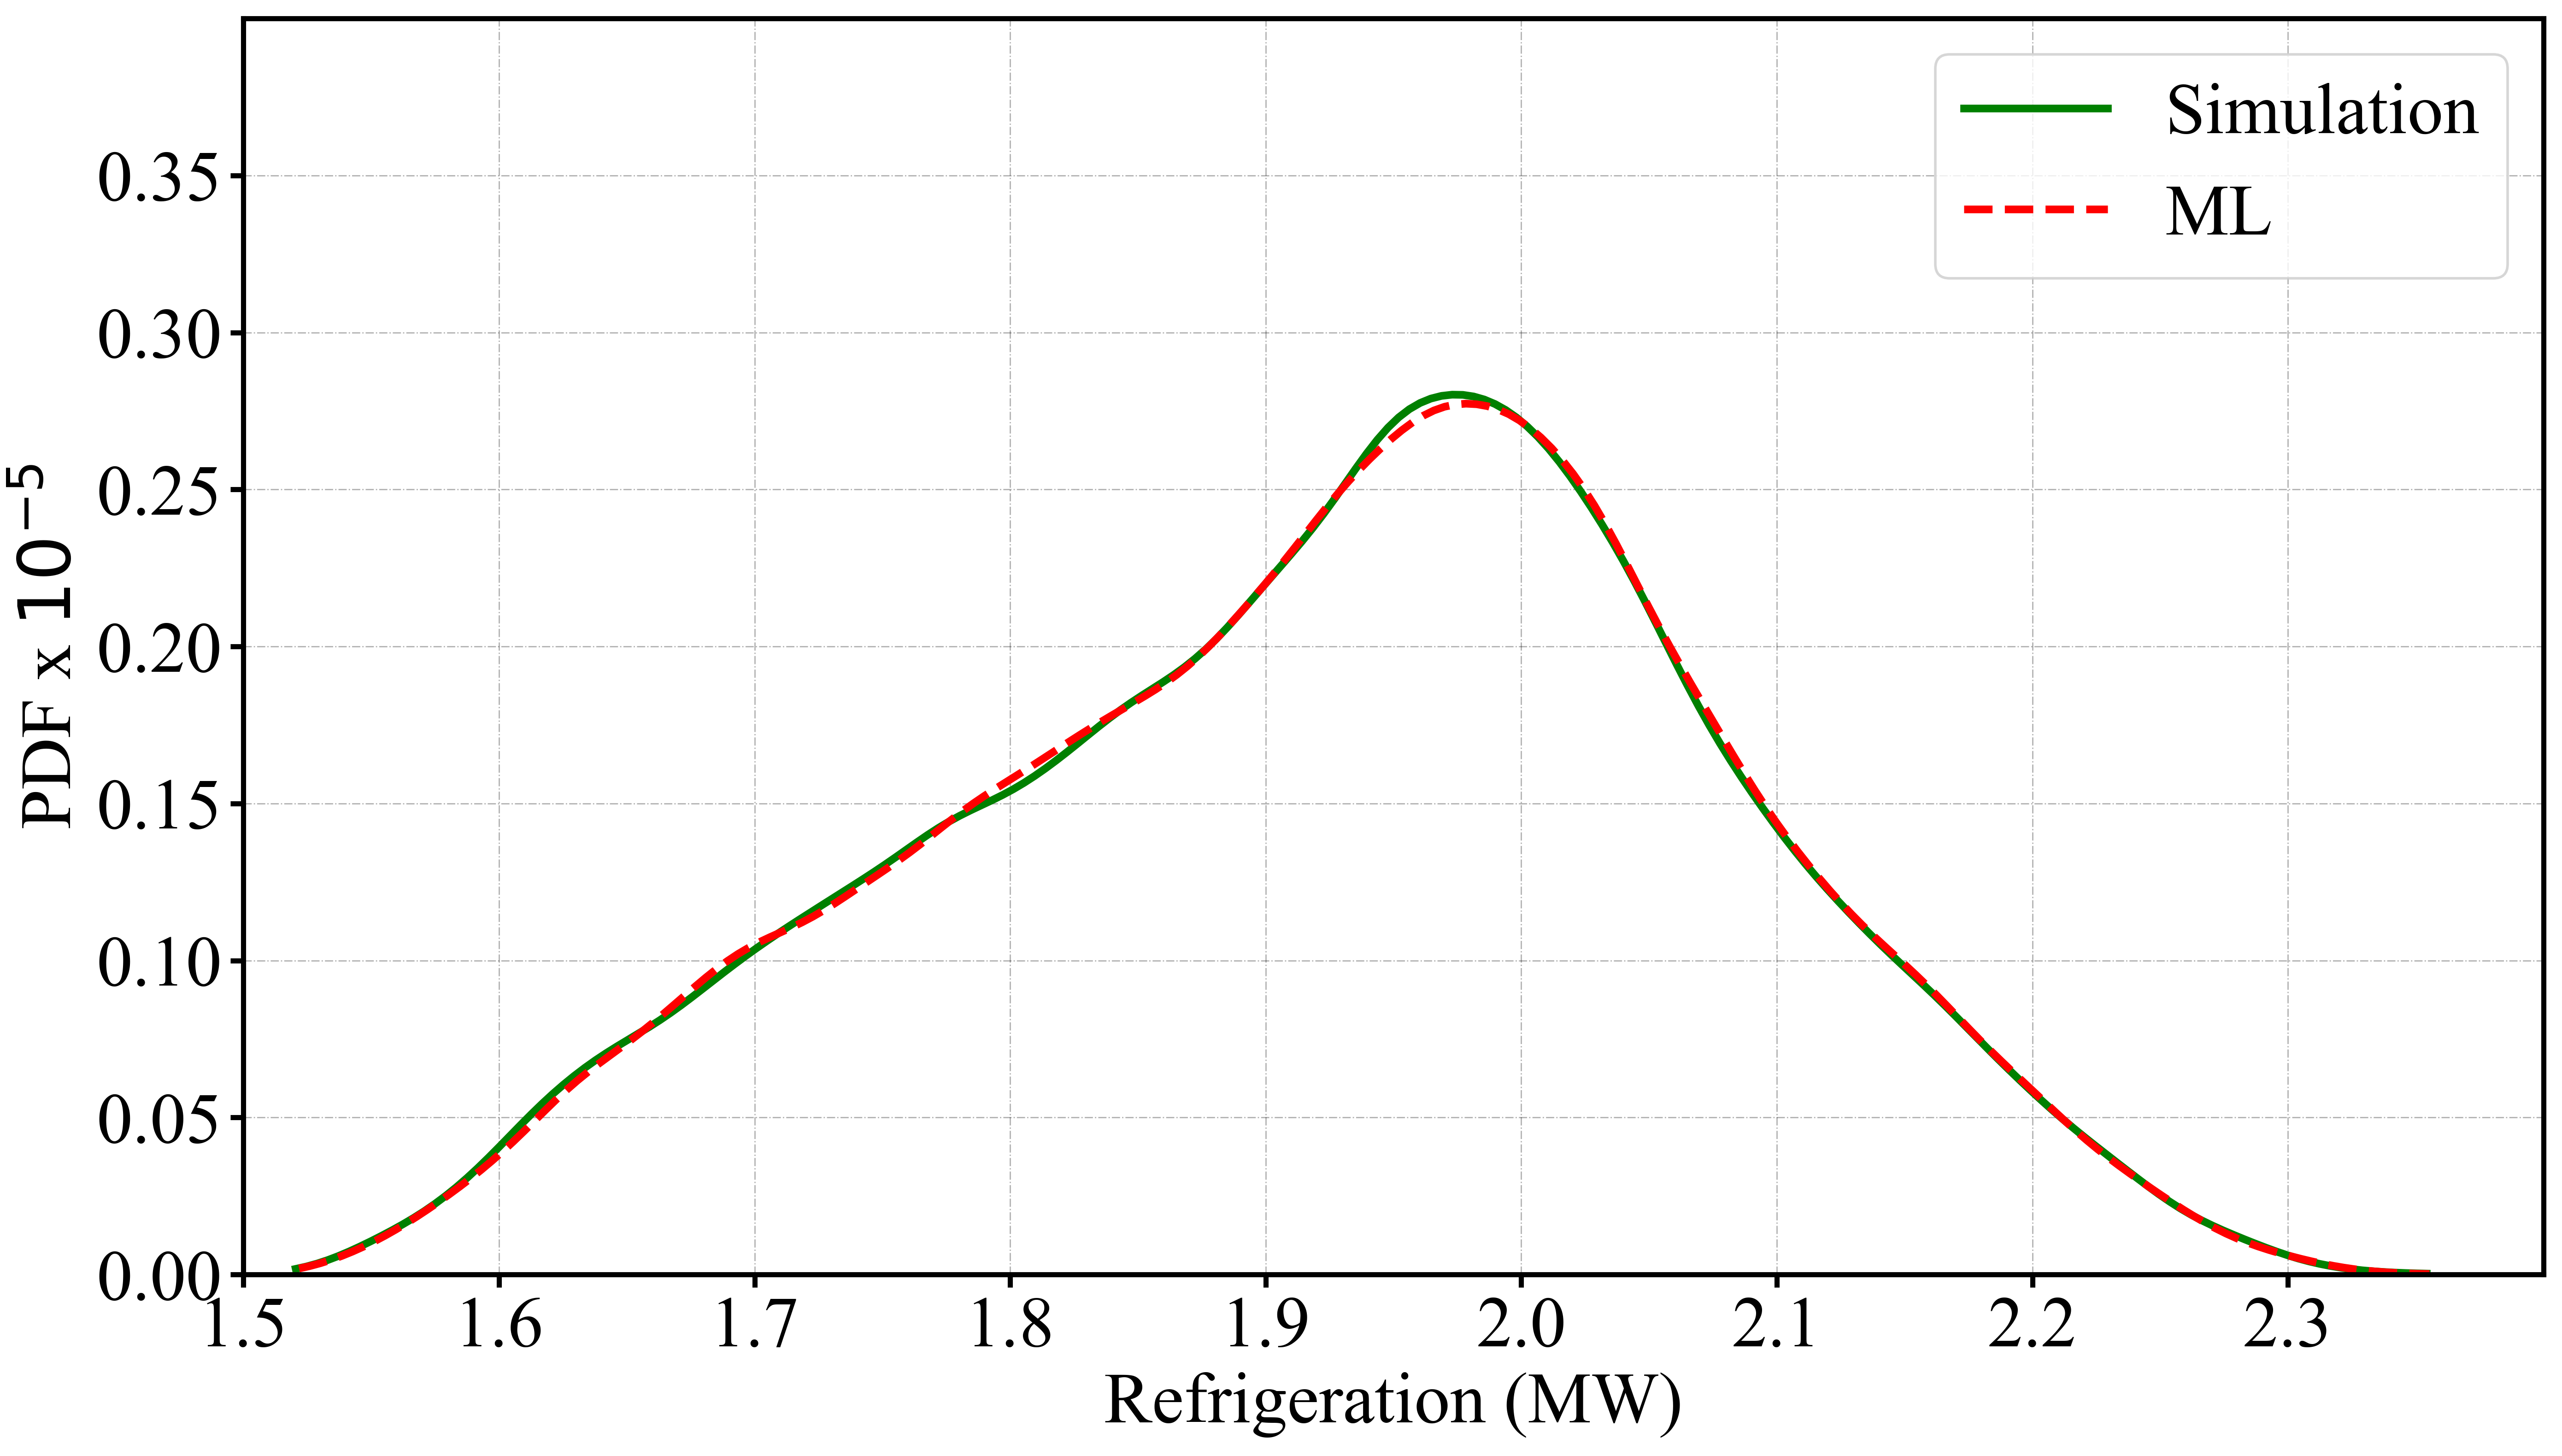 Simulation
ML
PDF x 10⁻⁵
0.35
0.30
0.25
0.20
0.15
0.10
0.05
0.00
1.5 1.6 1.7 1.8 1.9 2.0 2.1 2.2 2.3
Refrigeration (MW)